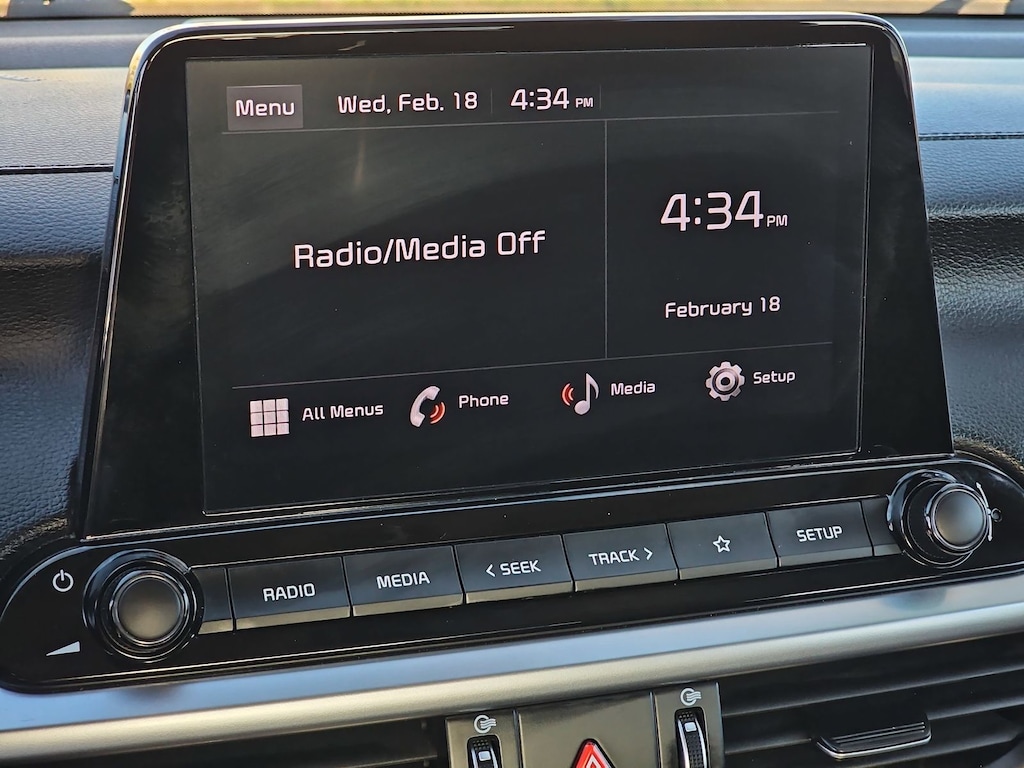 Menu Wed, Feb. 18 4:34 PM
Radio/Media Off
4:34 PM
February 18
All Menus Phone Media Setup
RADIO MEDIA < SEEK TRACK > ☆ SETUP